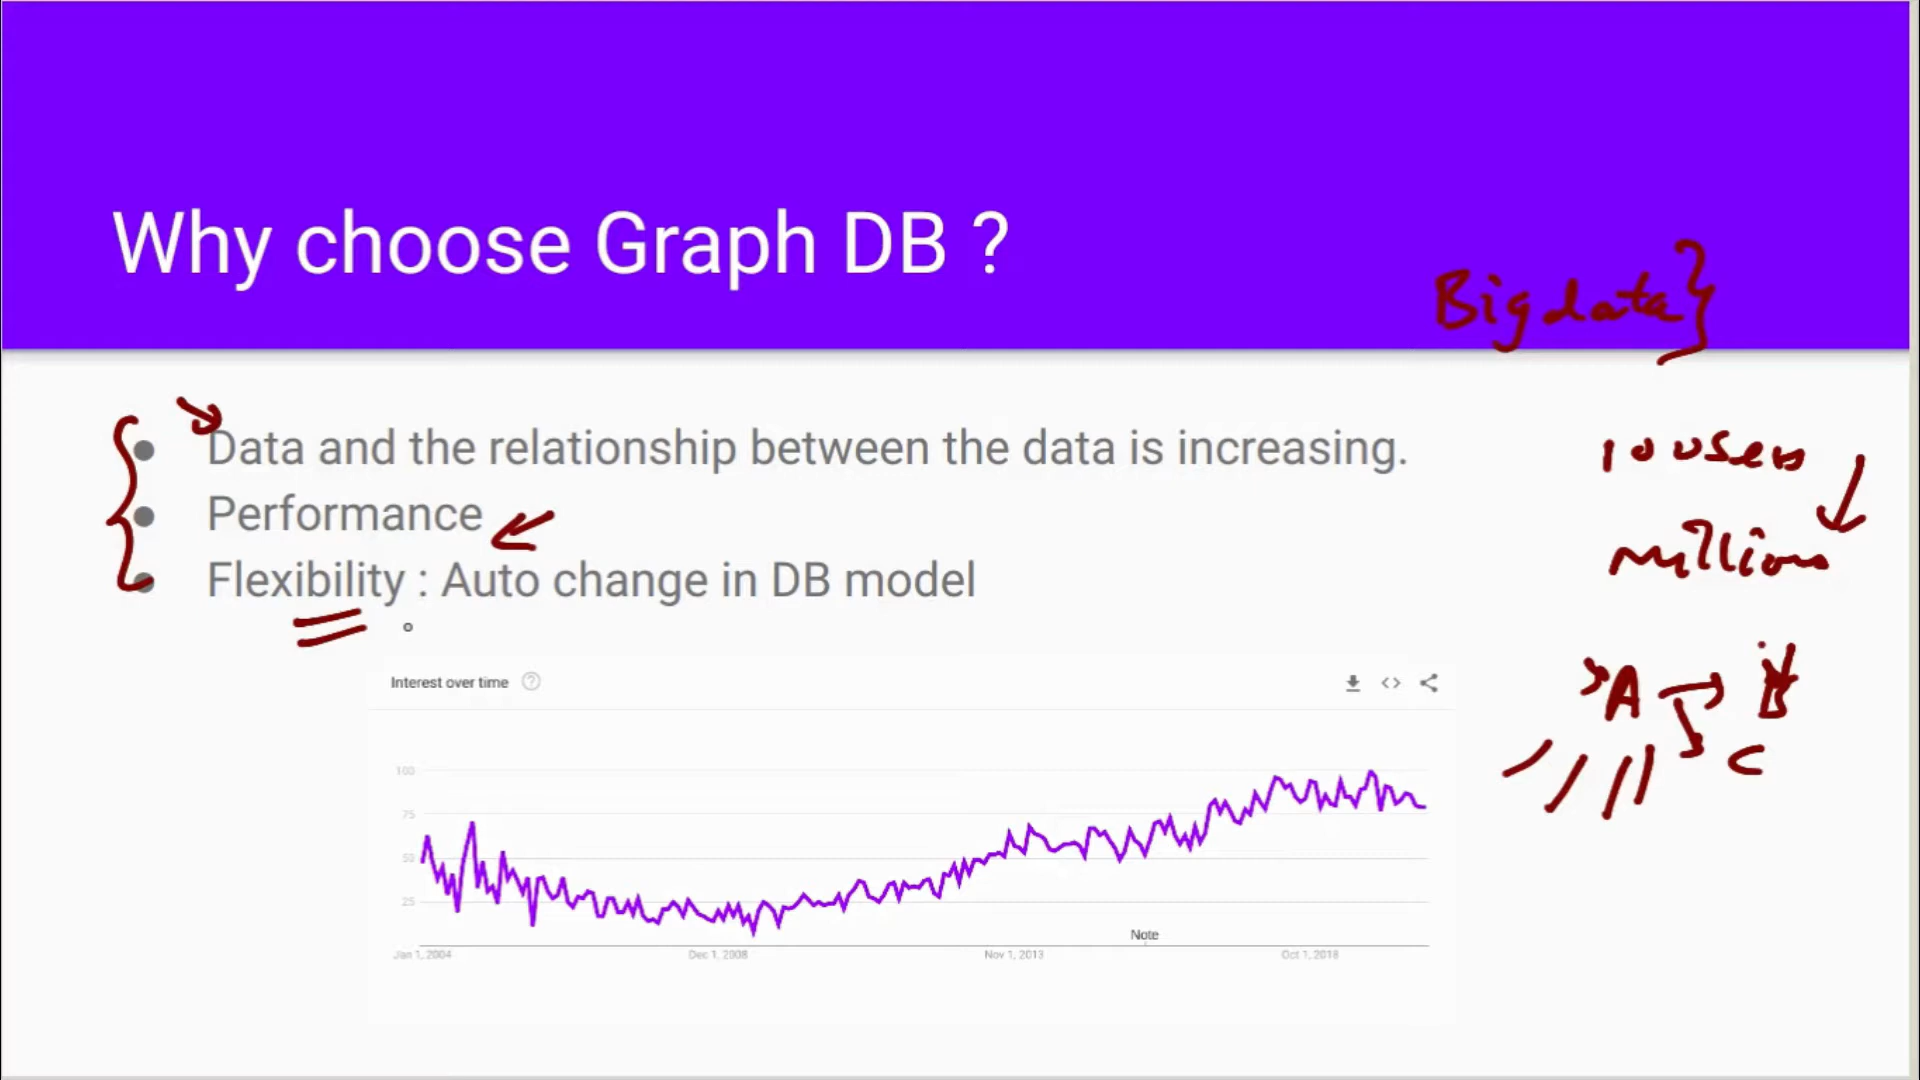 Why choose Graph DB ?
Big data}
Data and the relationship between the data is increasing.
10 users
Performance
million
Flexibility : Auto change in DB model
Interest over time ?
A B
C
100
75
50
25
Note
Jan 1, 2004 Dec 1, 2008 Nov 1, 2013 Oct 1, 2018